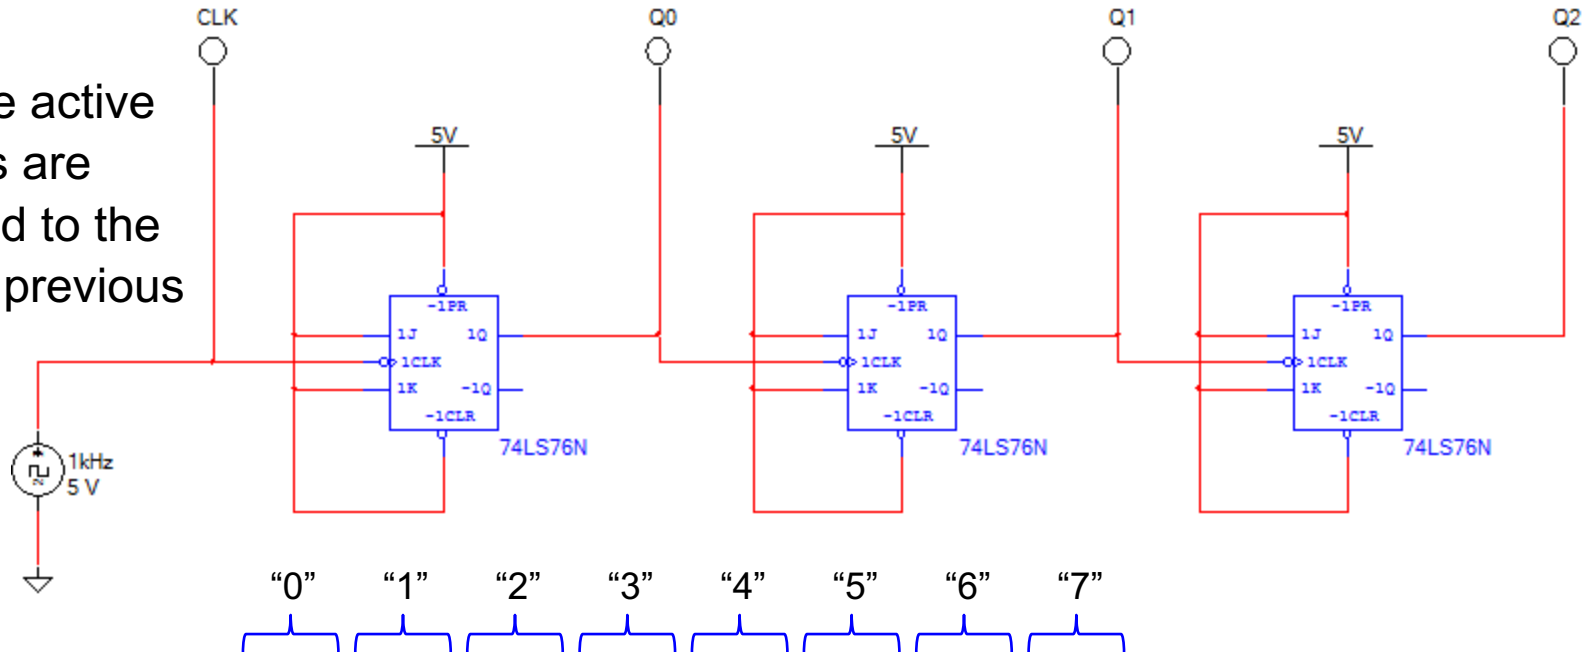 CLK Q0 Q1 Q2
active
5V 5V 5V
are
d to the
previous
-1PR -1PR -1PR
1J 1Q 1J 1Q 1J 1Q
1CLK 1CLK 1CLK
1K -1Q 1K -1Q 1K -1Q
-1CLR -1CLR -1CLR
74LS76N 74LS76N 74LS76N
1kHz
5 V
“0” “1” “2” “3” “4” “5” “6” “7”